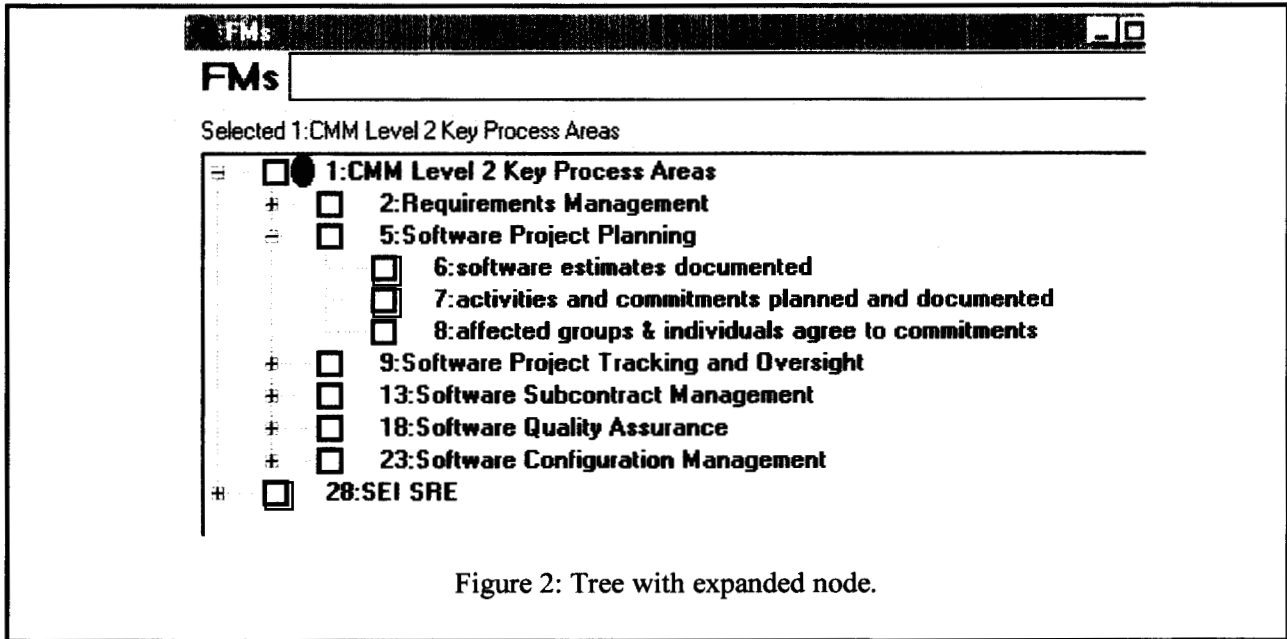 FMs
FMs
Selected 1:CMM Level 2 Key Process Areas
1:CMM Level 2 Key Process Areas
2:Requirements Management
5:Software Project Planning
6:software estimates documented
7:activities and commitments planned and documented
8:affected groups & individuals agree to commitments
9:Software Project Tracking and Oversight
13:Software Subcontract Management
18:Software Quality Assurance
23:Software Configuration Management
28:SEI SRE
Figure 2: Tree with expanded node.